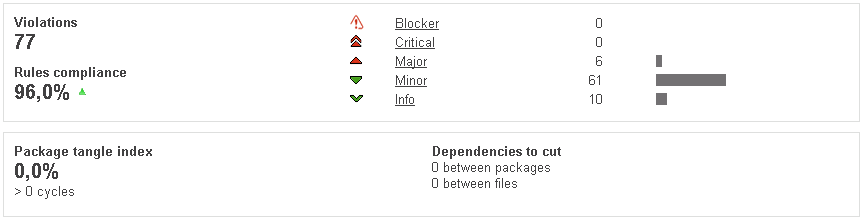 Violations
77
Rules compliance
96,0%
Blocker 0
Critical 0
Major 6
Minor 61
Info 10
Package tangle index
0,0%
> 0 cycles
Dependencies to cut
0 between packages
0 between files